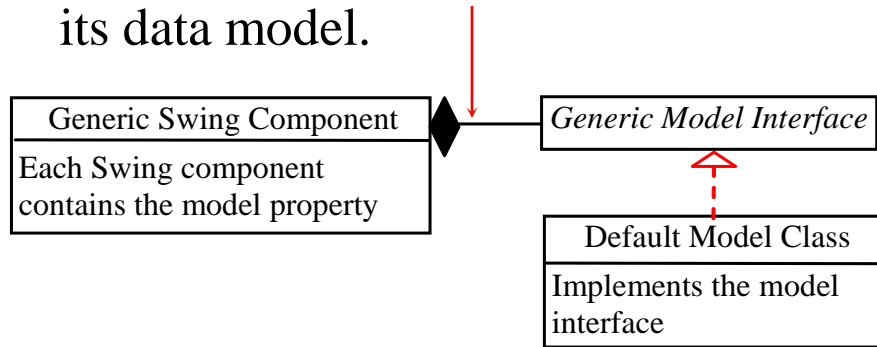 its data model.
Generic Swing Component
Each Swing component
contains the model property
Generic Model Interface
Default Model Class
Implements the model
interface